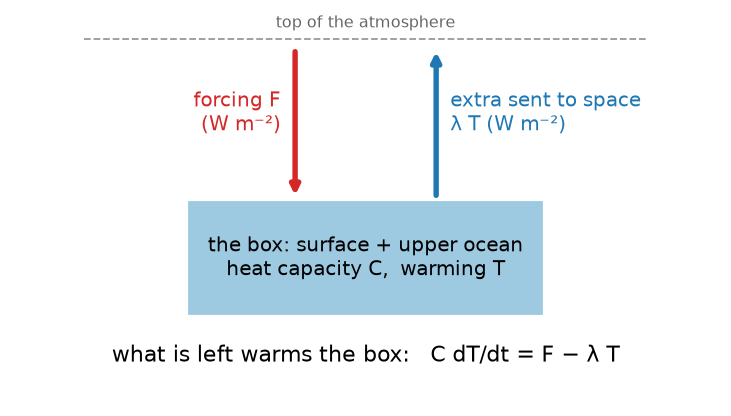 top of the atmosphere
forcing F
(W m⁻²)
extra sent to space
λ T (W m⁻²)
the box: surface + upper ocean
heat capacity C,  warming T
what is left warms the box:   C dT/dt = F − λ T